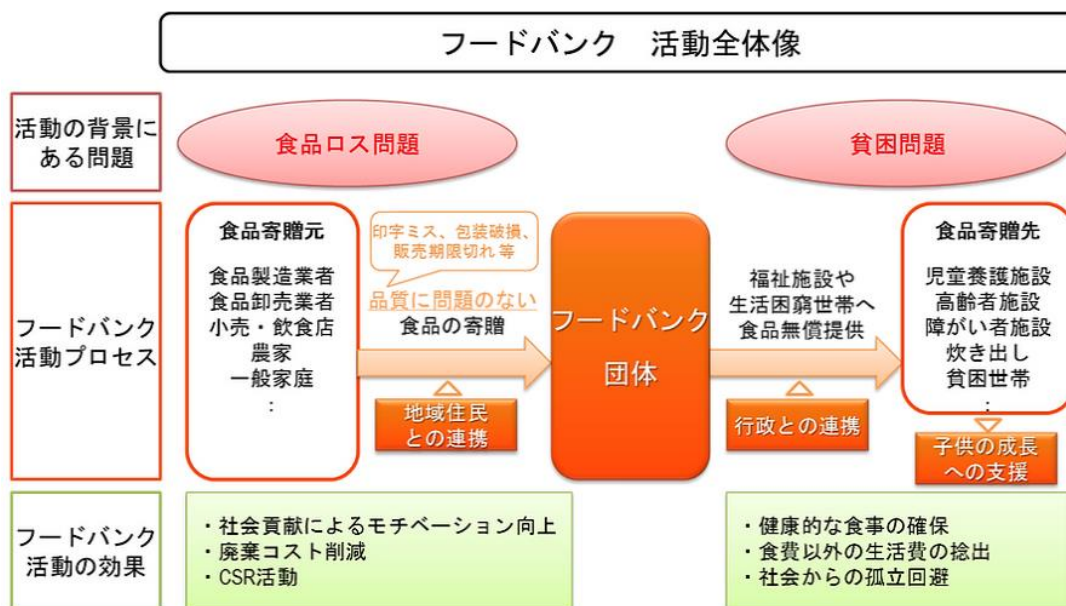 フードバンク　活動全体像
活動の背景に
ある問題
食品ロス問題
貧困問題
フードバンク
活動プロセス
食品寄贈元
食品製造業者
食品卸売業者
小売・飲食店
農家
一般家庭
：
印字ミス、包装破損、
販売期限切れ 等
品質に問題のない
食品の寄贈
地域住民
との連携
フードバンク
団体
福祉施設や
生活困窮世帯へ
食品無償提供
行政との連携
食品寄贈先
児童養護施設
高齢者施設
障がい者施設
炊き出し
貧困世帯
：
子供の成長
への支援
フードバンク
活動の効果
・社会貢献によるモチベーション向上
・廃棄コスト削減
・CSR活動
・健康的な食事の確保
・食費以外の生活費の捻出
・社会からの孤立回避